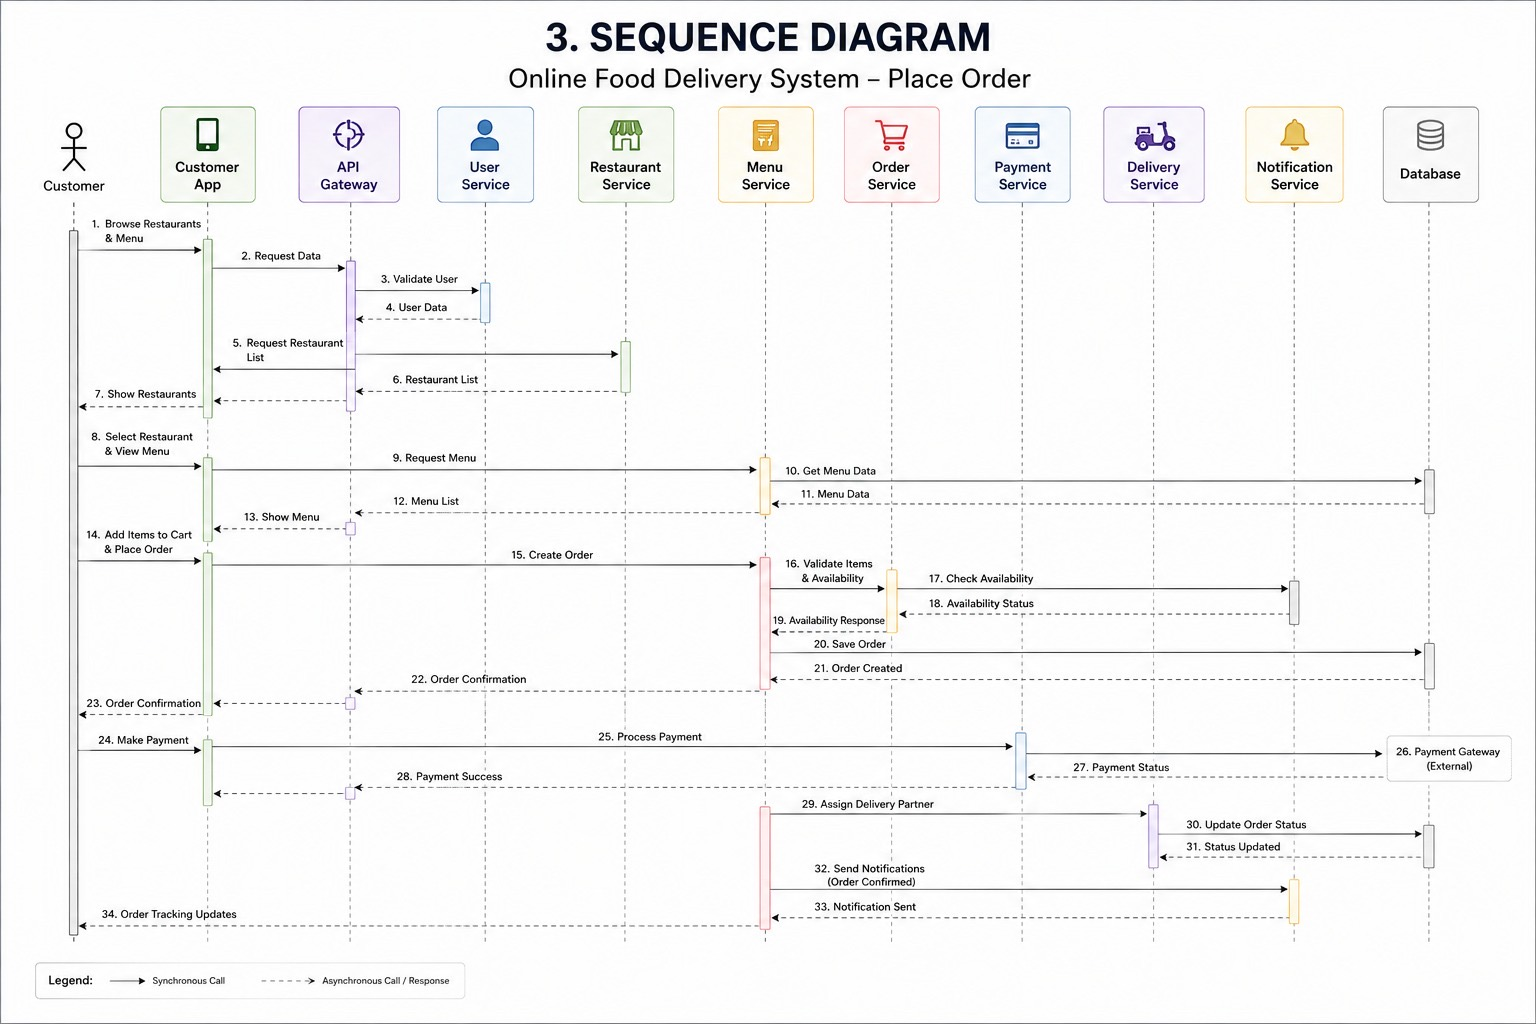 3. SEQUENCE DIAGRAM
Online Food Delivery System – Place Order
Customer
Customer
App
API
Gateway
User
Service
Restaurant
Service
Menu
Service
Order
Service
Payment
Service
Delivery
Service
Notification
Service
Database
1. Browse Restaurants
& Menu
2. Request Data
3. Validate User
4. User Data
5. Request Restaurant
List
6. Restaurant List
7. Show Restaurants
8. Select Restaurant
& View Menu
9. Request Menu
10. Get Menu Data
11. Menu Data
12. Menu List
13. Show Menu
14. Add Items to Cart
& Place Order
15. Create Order
16. Validate Items
& Availability
17. Check Availability
18. Availability Status
19. Availability Response
20. Save Order
21. Order Created
22. Order Confirmation
23. Order Confirmation
24. Make Payment
25. Process Payment
26. Payment Gateway
(External)
27. Payment Status
28. Payment Success
29. Assign Delivery Partner
30. Update Order Status
31. Status Updated
32. Send Notifications
(Order Confirmed)
33. Notification Sent
34. Order Tracking Updates
Legend:
Synchronous Call
Asynchronous Call / Response